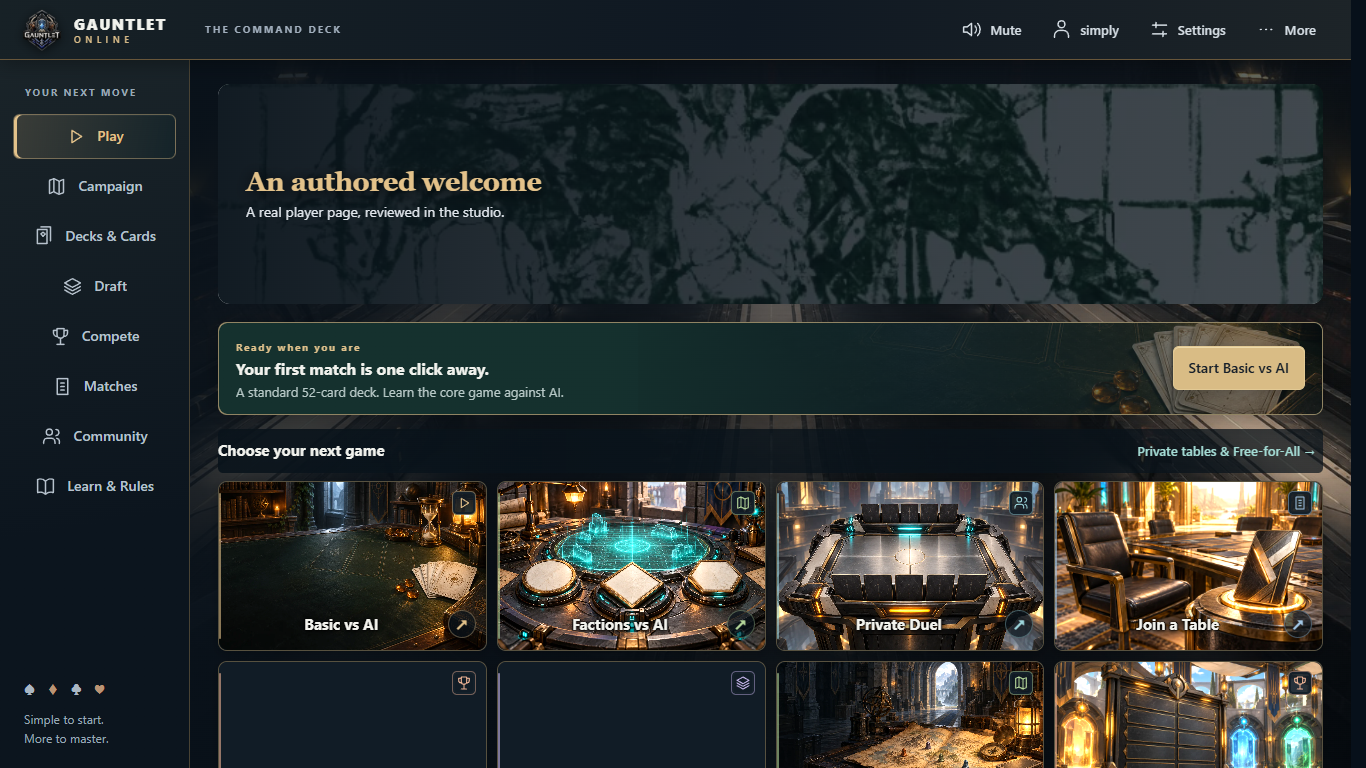 GAUNTLET
ONLINE
GAUNTLET
THE COMMAND DECK
Mute
simply
Settings
More
YOUR NEXT MOVE
Play
Campaign
Decks & Cards
Draft
Compete
Matches
Community
Learn & Rules
Simple to start.
More to master.
An authored welcome
A real player page, reviewed in the studio.
Ready when you are
Your first match is one click away.
A standard 52-card deck. Learn the core game against AI.
Start Basic vs AI
Choose your next game
Private tables & Free-for-All →
Basic vs AI
Factions vs AI
Private Duel
Join a Table